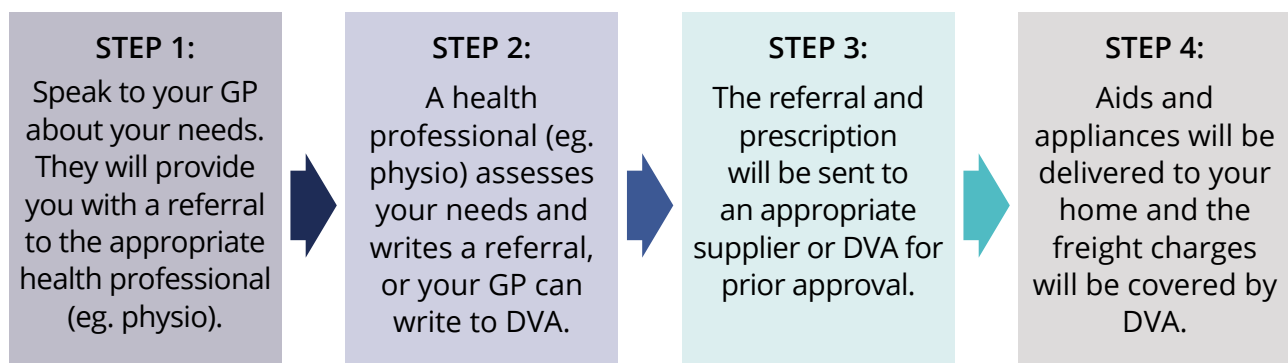 STEP 1:
Speak to your GP
about your needs.
They will provide
you with a referral
to the appropriate
health professional
(eg. physio).
STEP 2:
A health
professional (eg.
physio) assesses
your needs and
writes a referral,
or your GP can
write to DVA.
STEP 3:
The referral and
prescription
will be sent to
an appropriate
supplier or DVA for
prior approval.
STEP 4:
Aids and
appliances will be
delivered to your
home and the
freight charges
will be covered by
DVA.